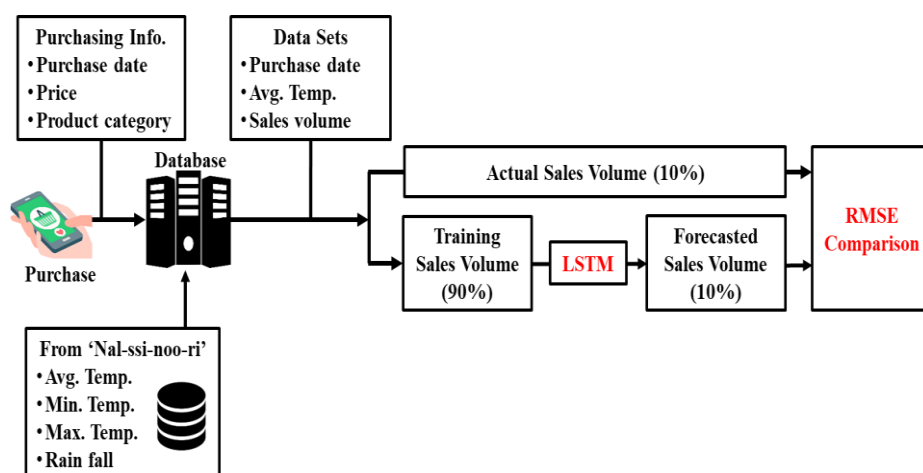 Purchasing Info.
•Purchase date
•Price
•Product category
Data Sets
•Purchase date
•Avg. Temp.
•Sales volume
Database
Purchase
Actual Sales Volume (10%)
Training
Sales Volume
(90%)
LSTM
Forecasted
Sales Volume
(10%)
RMSE
Comparison
From ‘Nal-ssi-noo-ri’
•Avg. Temp.
•Min. Temp.
•Max. Temp.
•Rain fall